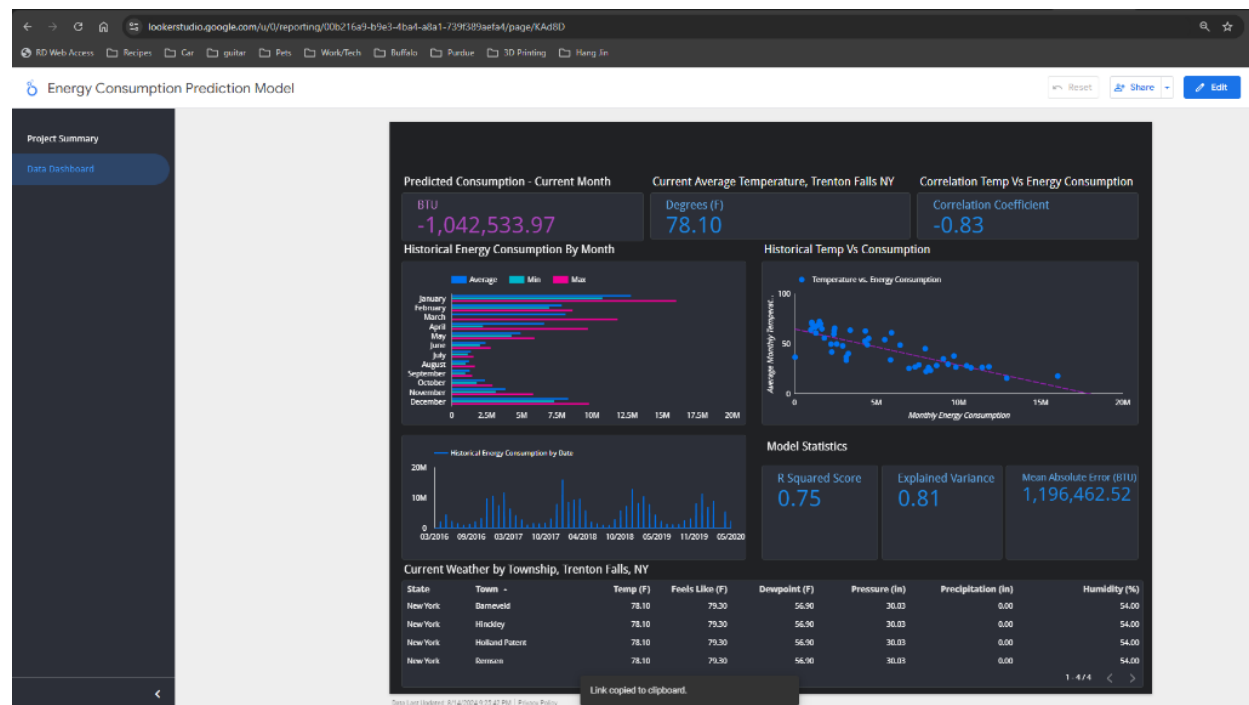 lookerstudio.google.com/u/0/reporting/00b216a9-b9e3-4ba4-a8a1-739f389aefa4/page/KAd8D
RD Web Access Recipes Car guitar Pets Work/Tech Buffalo Purdue 3D Printing Hang Jin
Energy Consumption Prediction Model
Reset Share Edit
Project Summary
Data Dashboard
Predicted Consumption - Current Month
BTU
-1,042,533.97
Current Average Temperature, Trenton Falls NY
Degrees (F)
78.10
Correlation Temp Vs Energy Consumption
Correlation Coefficient
-0.83
Historical Energy Consumption By Month
Average Min Max
January
February
March
April
May
June
July
August
September
October
November
December
0 2.5M 5M 7.5M 10M 12.5M 15M 17.5M 20M
Historical Temp Vs Consumption
Temperature vs. Energy Consumption
Average Monthly Temperat...
100
50
0
0 5M 10M 15M 20M
Monthly Energy Consumption
Historical Energy Consumption by Date
20M
10M
0
03/2016 09/2016 03/2017 10/2017 04/2018 10/2018 05/2019 11/2019 05/2020
Model Statistics
R Squared Score
0.75
Explained Variance
0.81
Mean Absolute Error (BTU)
1,196,462.52
Current Weather by Township, Trenton Falls, NY
State Town Temp (F) Feels Like (F) Dewpoint (F) Pressure (in) Precipitation (in) Humidity (%)
New York Barneveld 78.10 79.30 56.90 30.03 0.00 54.00
New York Hinckley 78.10 79.30 56.90 30.03 0.00 54.00
New York Holland Patent 78.10 79.30 56.90 30.03 0.00 54.00
New York Remsen 78.10 79.30 56.90 30.03 0.00 54.00
1-4/4
Link copied to clipboard.
Data Last Updated: 8/14/2024 9:25:42 PM | Privacy Policy